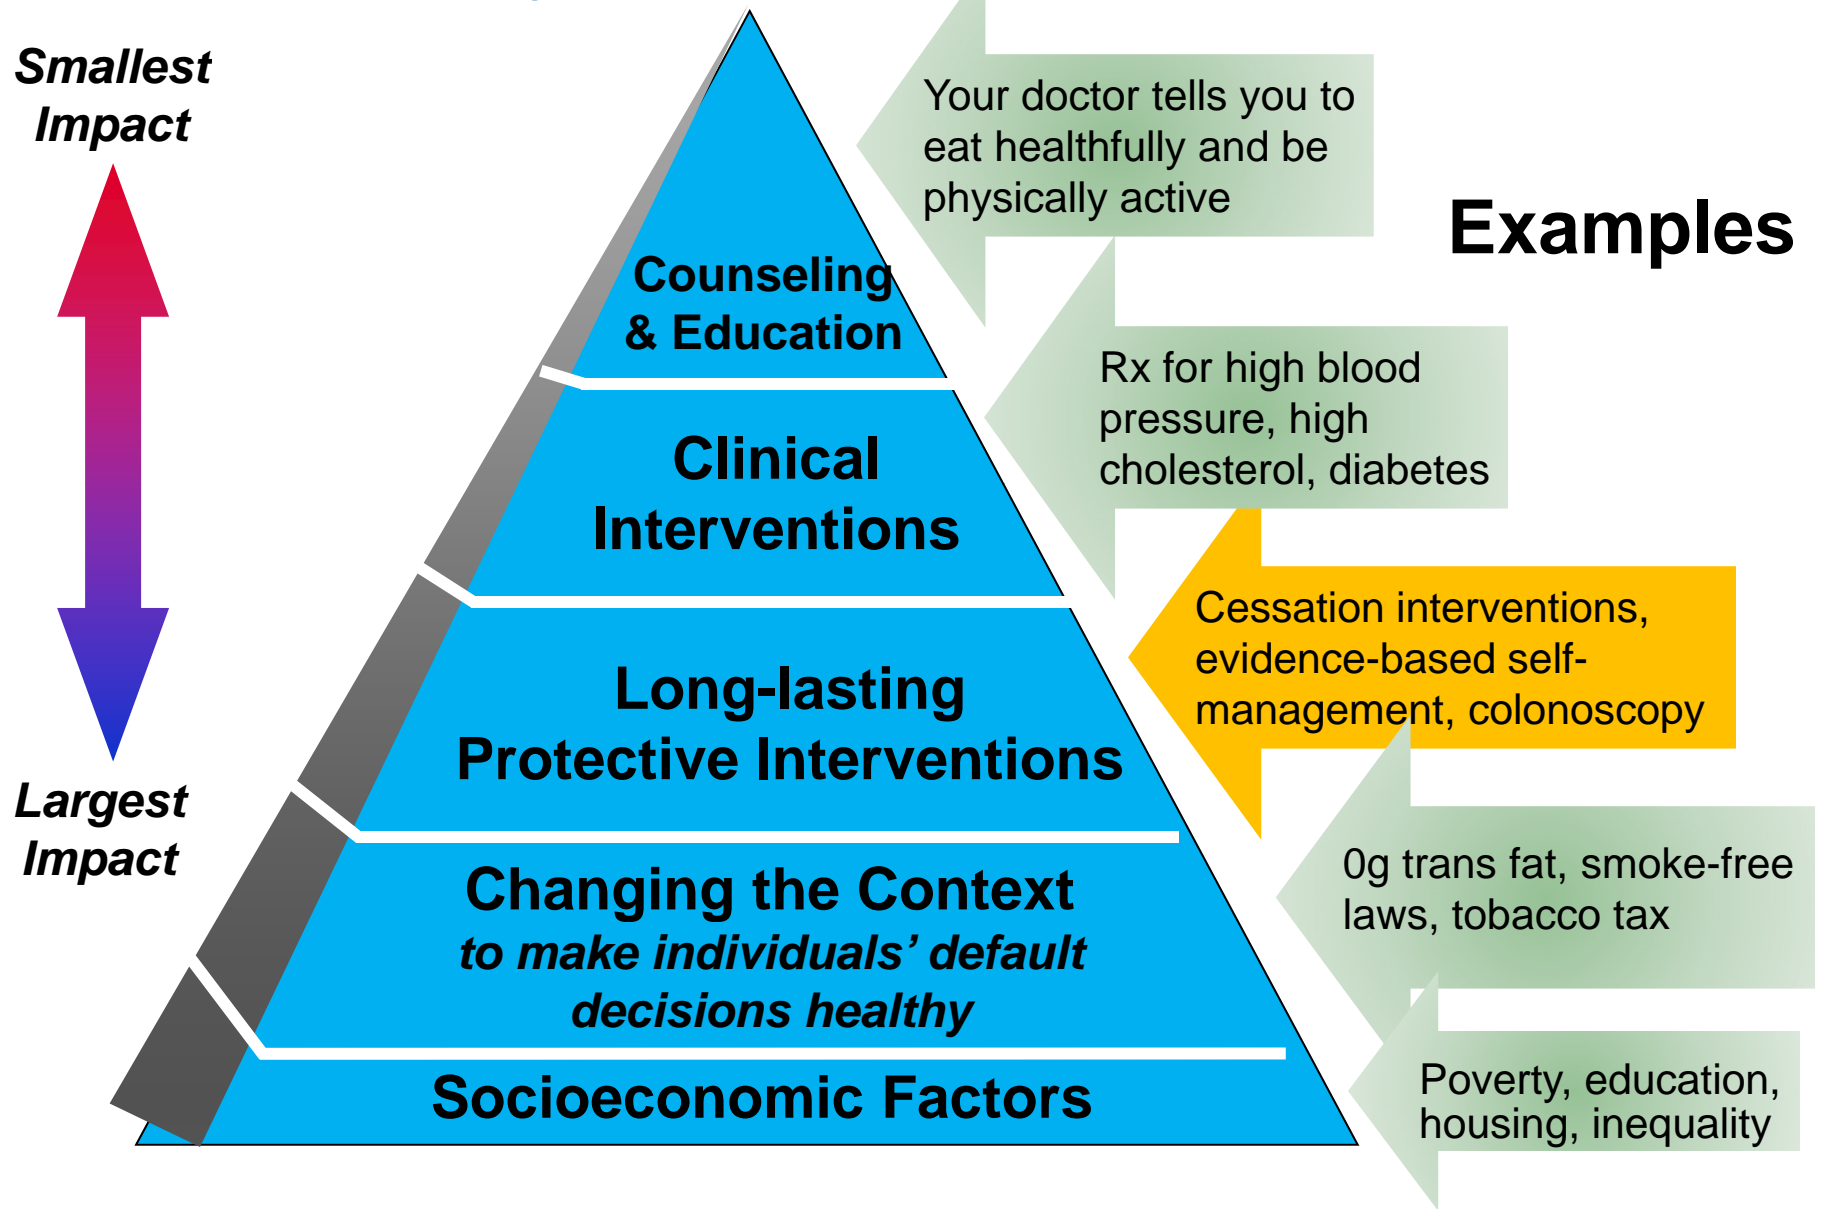 Smallest
Impact
Your doctor tells you to
eat healthfully and be
physically active
Examples
Counseling
& Education
Rx for high blood
pressure, high
cholesterol, diabetes
Clinical
Interventions
Cessation interventions,
evidence-based self-
management, colonoscopy
Long-lasting
Protective Interventions
Largest
Impact
0g trans fat, smoke-free
laws, tobacco tax
Changing the Context
to make individuals’ default
decisions healthy
Poverty, education,
housing, inequality
Socioeconomic Factors